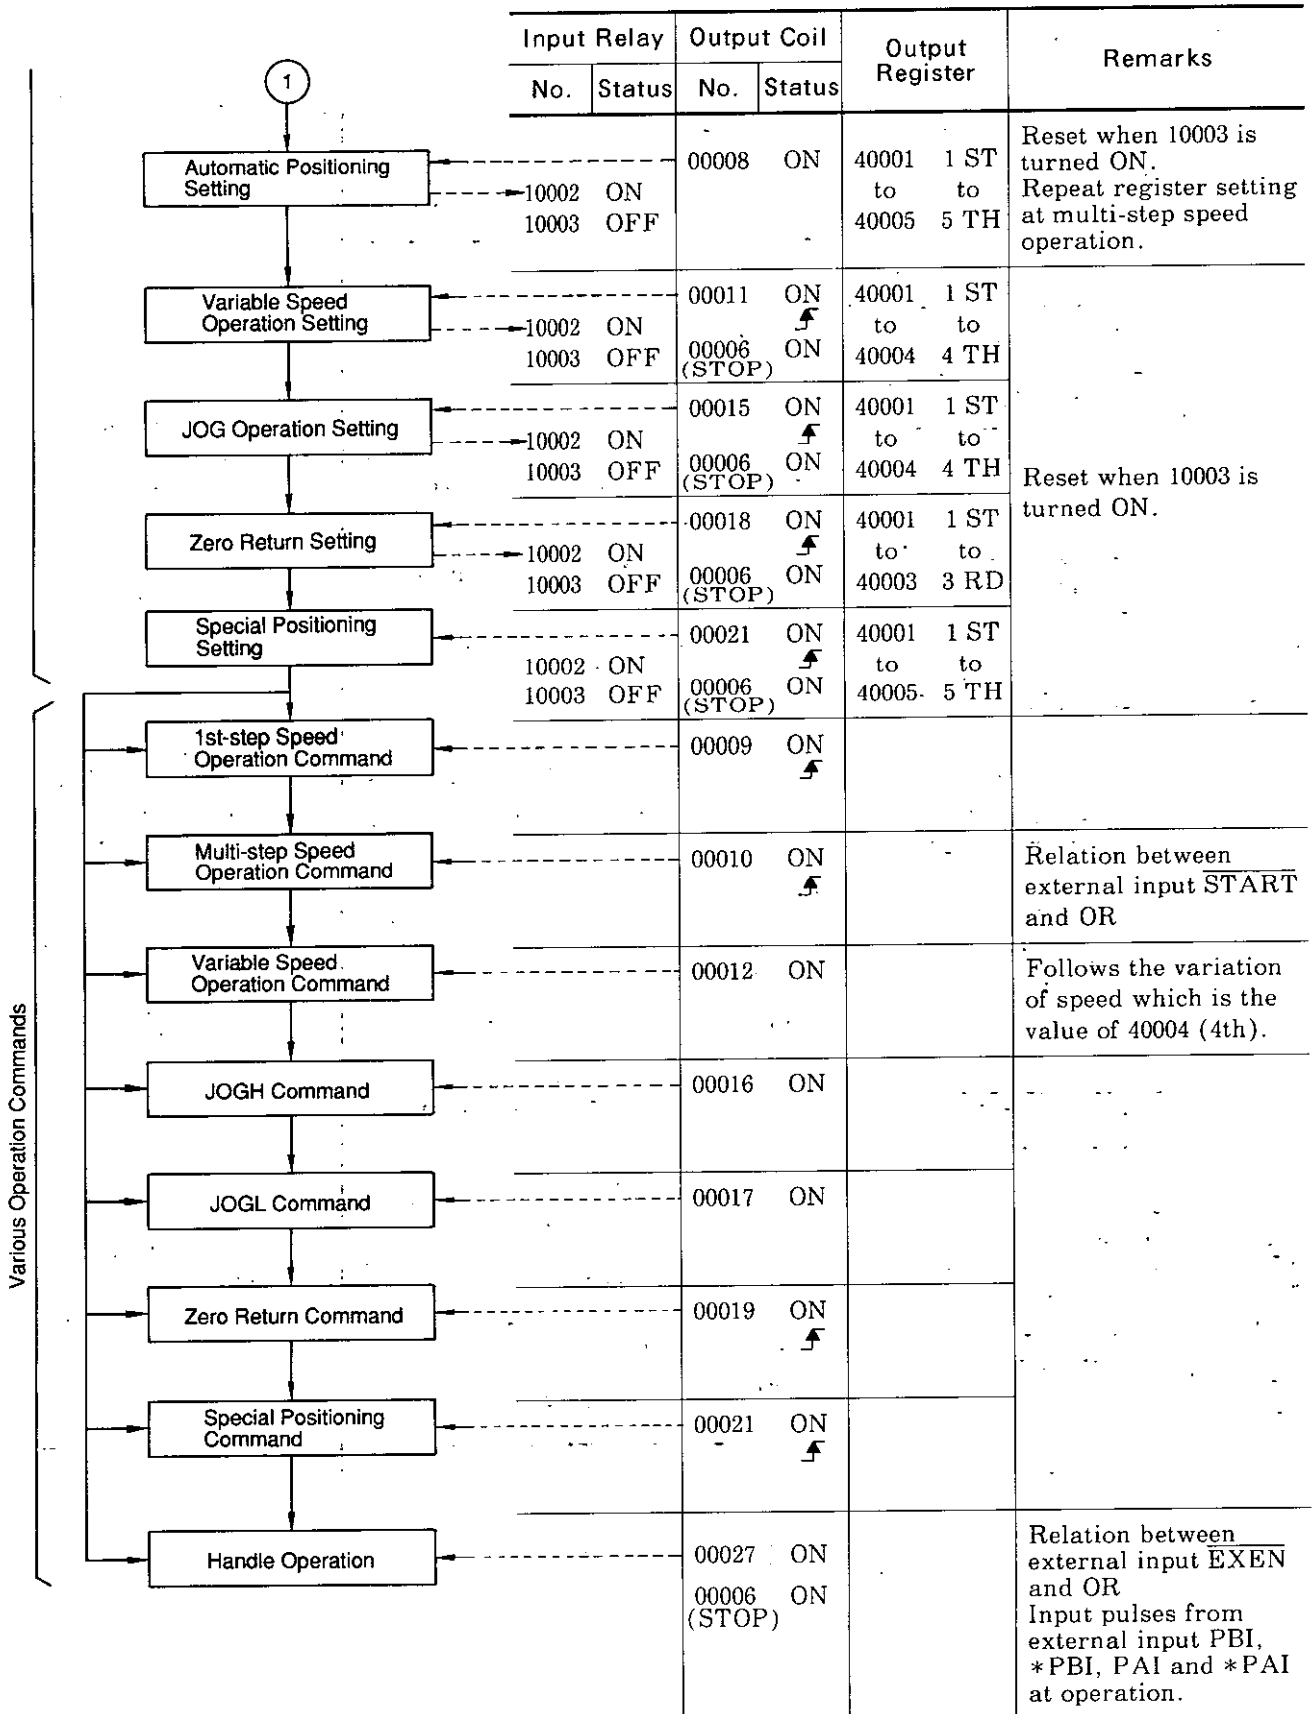 Input Relay Output Coil Output Register Remarks
No. Status No. Status
1
Automatic Positioning Setting
00008 ON 40001 1 ST
10002 ON to to
10003 OFF 40005 5 TH
Reset when 10003 is
turned ON.
Repeat register setting
at multi-step speed
operation.
Variable Speed
Operation Setting
00011 ON 40001 1 ST
10002 ON to to
10003 OFF 00006 ON 40004 4 TH
(STOP)
JOG Operation Setting
00015 ON 40001 1 ST
10002 ON to to
10003 OFF 00006 ON 40004 4 TH
(STOP)
Reset when 10003 is
turned ON.
Zero Return Setting
00018 ON 40001 1 ST
10002 ON to to
10003 OFF 00006 ON 40003 3 RD
(STOP)
Special Positioning
Setting
00021 ON 40001 1 ST
10002 ON to to
10003 OFF 00006 ON 40005 5 TH
(STOP)
Various Operation Commands
1st-step Speed
Operation Command
00009 ON
Multi-step Speed
Operation Command
00010 ON
Relation between
external input START
and OR
Variable Speed
Operation Command
00012 ON
Follows the variation
of speed which is the
value of 40004 (4th).
JOGH Command
00016 ON
JOGL Command
00017 ON
Zero Return Command
00019 ON
Special Positioning
Command
00021 ON
Handle Operation
00027 ON
00006 ON
(STOP)
Relation between
external input EXEN
and OR
Input pulses from
external input PBI,
*PBI, PAI and *PAI
at operation.